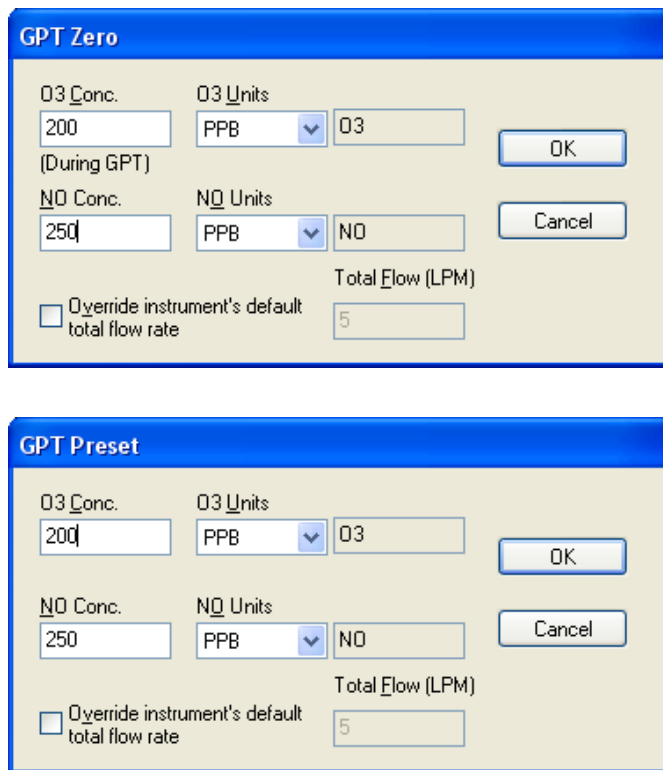 GPT Zero
O3 Conc. O3 Units
200 PPB O3
(During GPT)
OK
NO Conc. NO Units
250 PPB NO
Cancel
Total Flow (LPM)
Override instrument's default
total flow rate
5
GPT Preset
O3 Conc. O3 Units
200 PPB O3
OK
NO Conc. NO Units
250 PPB NO
Cancel
Total Flow (LPM)
Override instrument's default
total flow rate
5